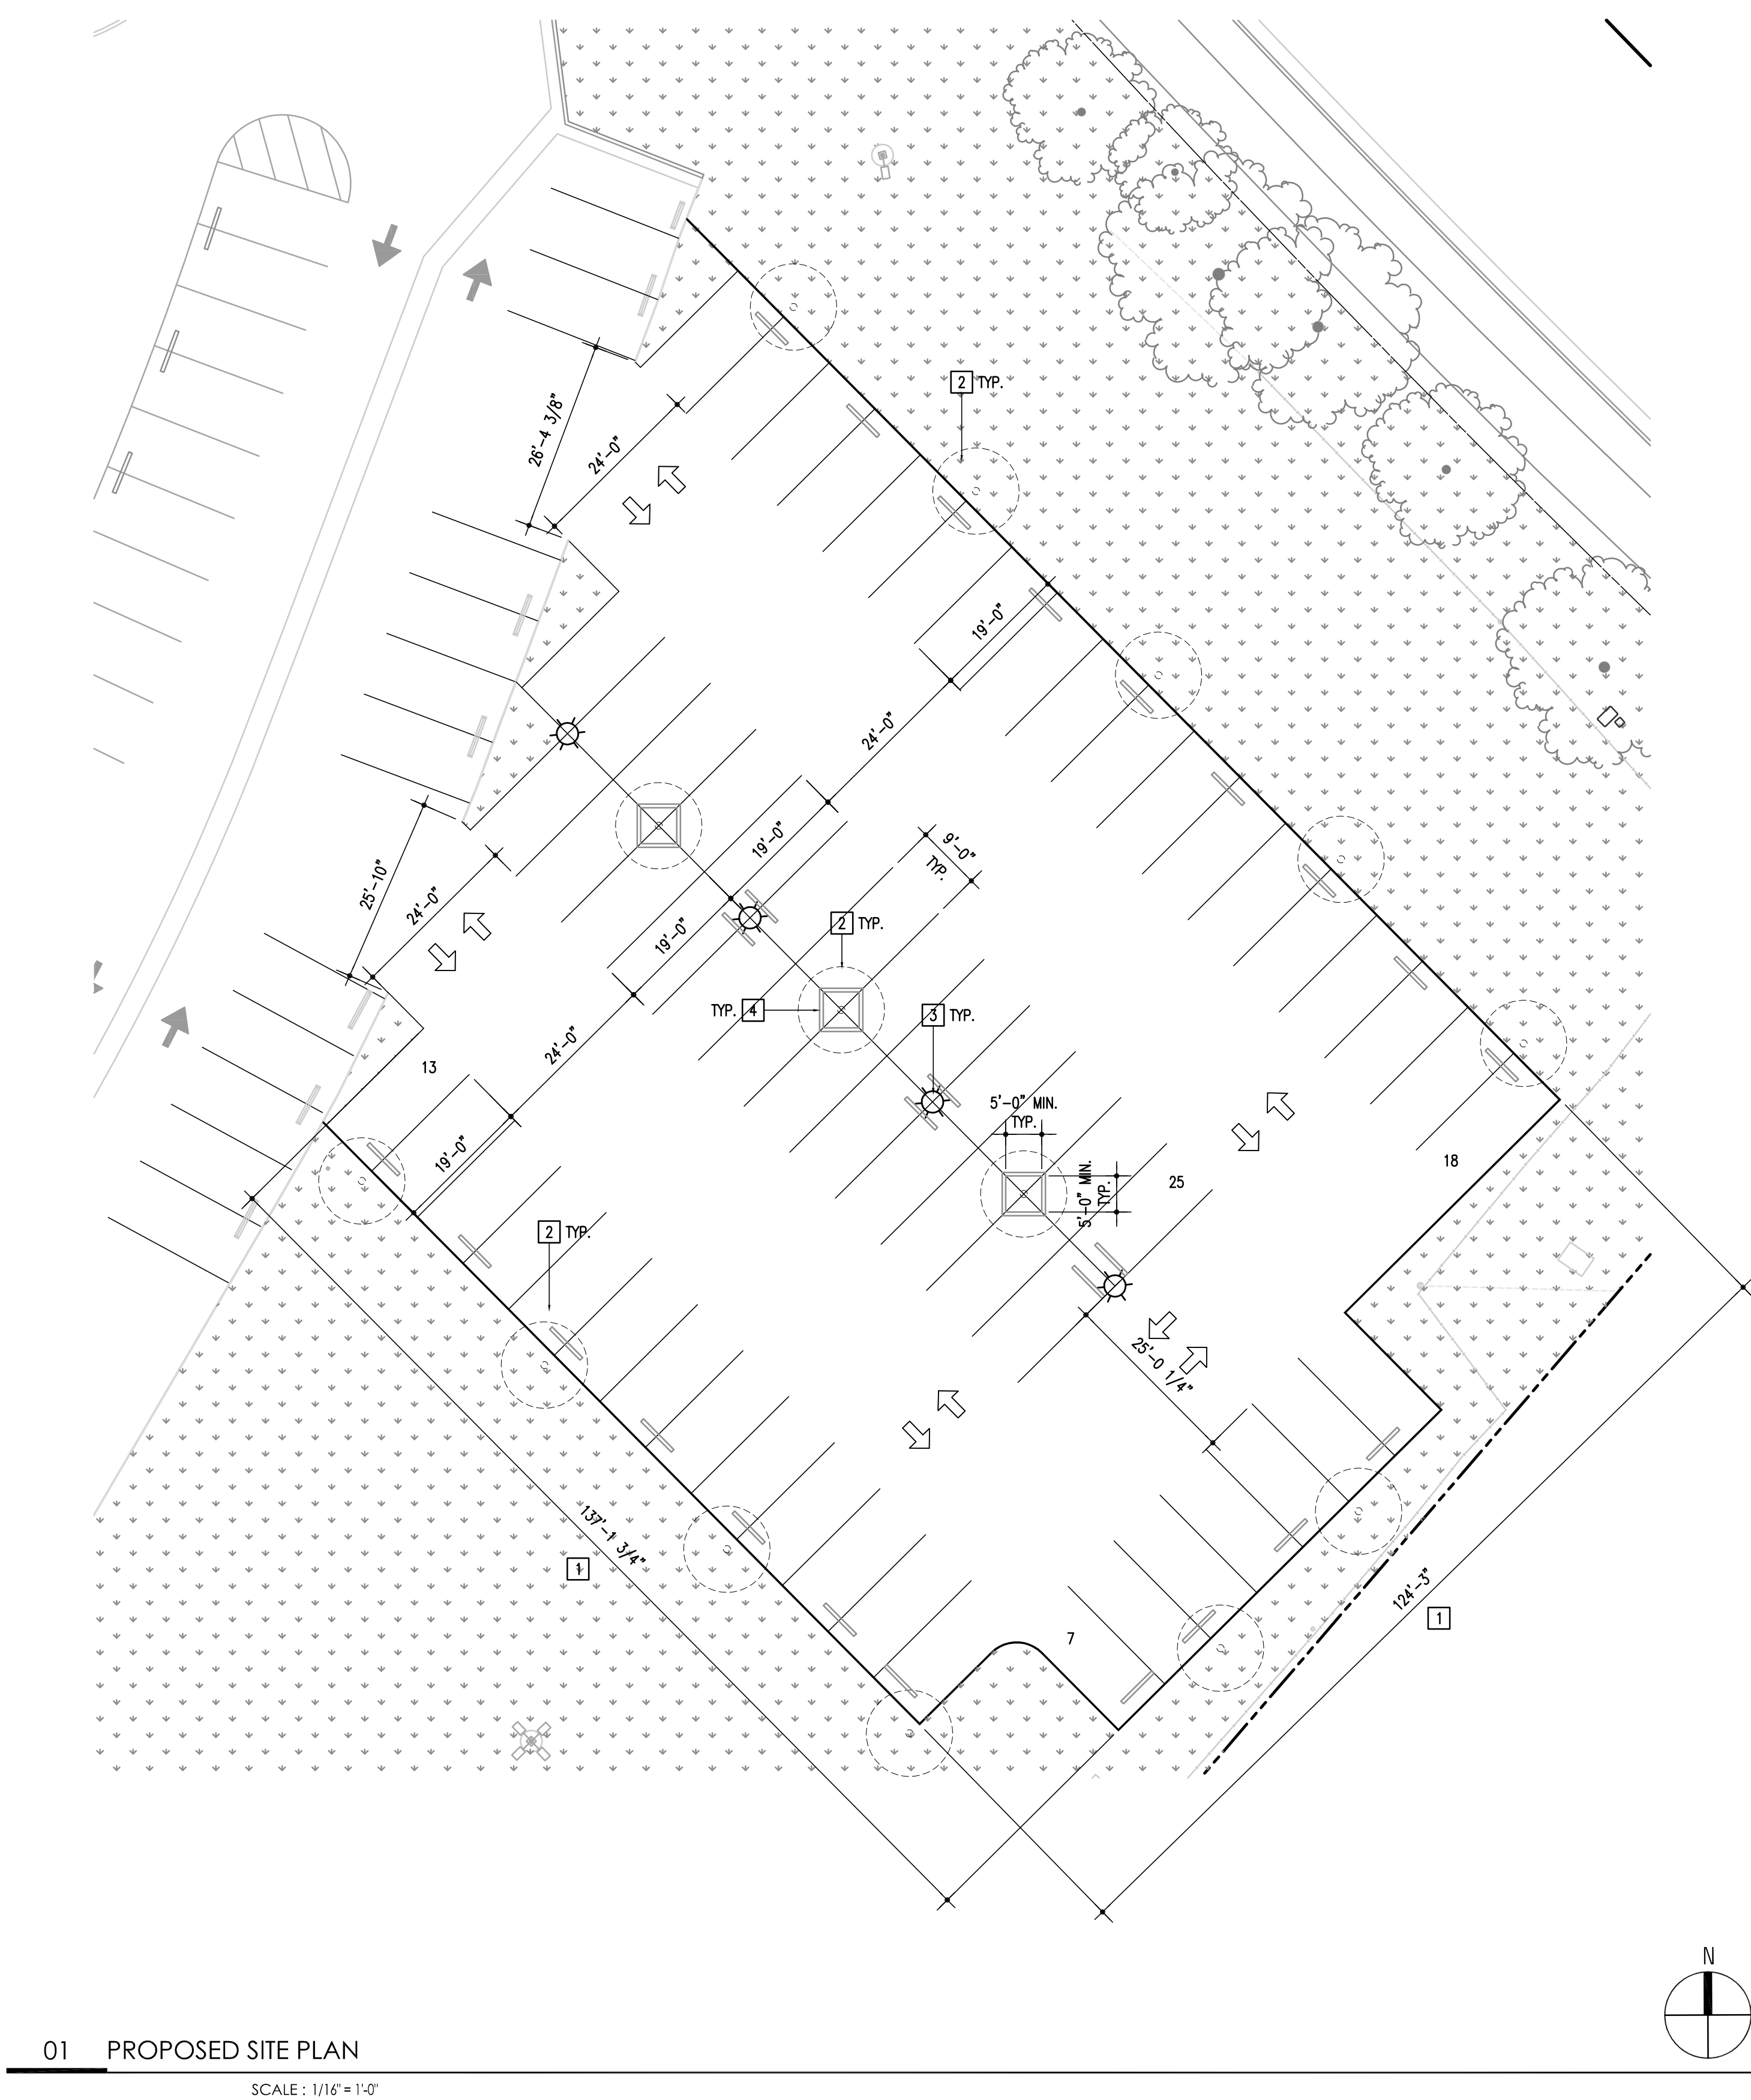 2 TYP.
26'-4 3/8"
24'-0"
19'-0"
24'-0"
19'-0"
9'-0"
TYP.
25'-10"
24'-0"
19'-0"
2 TYP.
TYP. 4
3 TYP.
24'-0"
13
5'-0" MIN.
TYP.
19'-0"
5'-0" MIN.
TYP.
25
18
2 TYP.
25'-0 1/4"
137'-1 3/4"
1
124'-3"
1
7
N
01 PROPOSED SITE PLAN
SCALE : 1/16" = 1'-0"